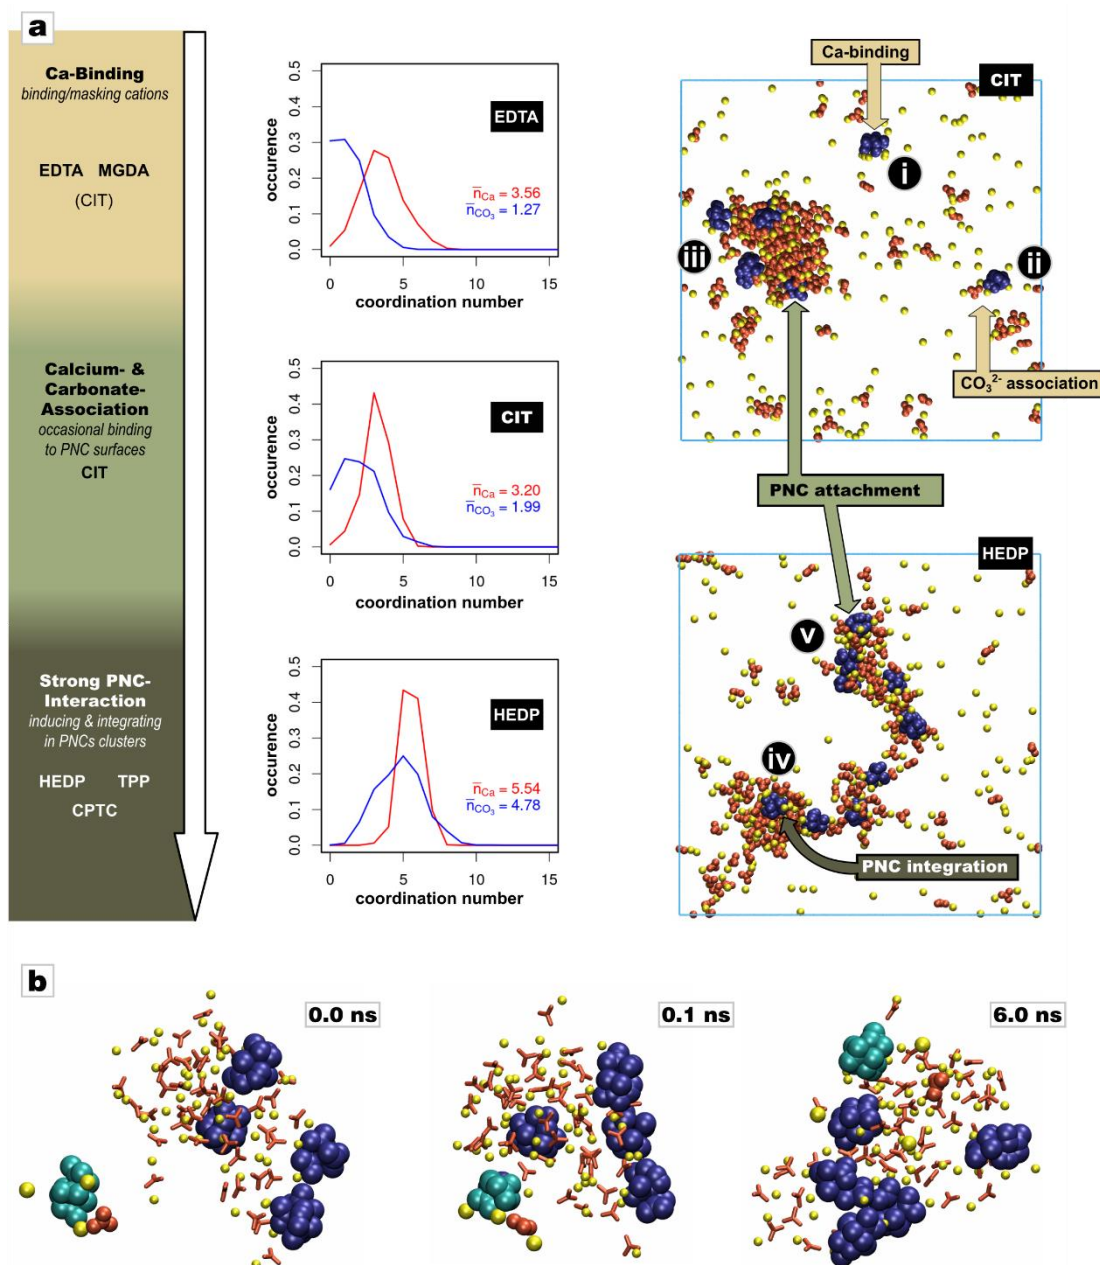 a
Ca-Binding
binding/masking cations
EDTA MGDA
(CIT)
Calcium- &
Carbonate-
Association
occasional binding
to PNC surfaces
CIT
Strong PNC-
Interaction
inducing & integrating
in PNCs clusters
HEDP TPP
CPTC
0.5
0.4
0.3
0.2
0.1
0.0
occurence
EDTA
n̅Ca = 3.56
n̅CO3 = 1.27
0 5 10 15
coordination number
0.5
0.4
0.3
0.2
0.1
0.0
occurence
CIT
n̅Ca = 3.20
n̅CO3 = 1.99
0 5 10 15
coordination number
0.5
0.4
0.3
0.2
0.1
0.0
occurence
HEDP
n̅Ca = 5.54
n̅CO3 = 4.78
0 5 10 15
coordination number
Ca-binding
CIT
i
ii
iii
CO₃²⁻ association
PNC attachment
HEDP
v
iv
PNC integration
b
0.0 ns
0.1 ns
6.0 ns